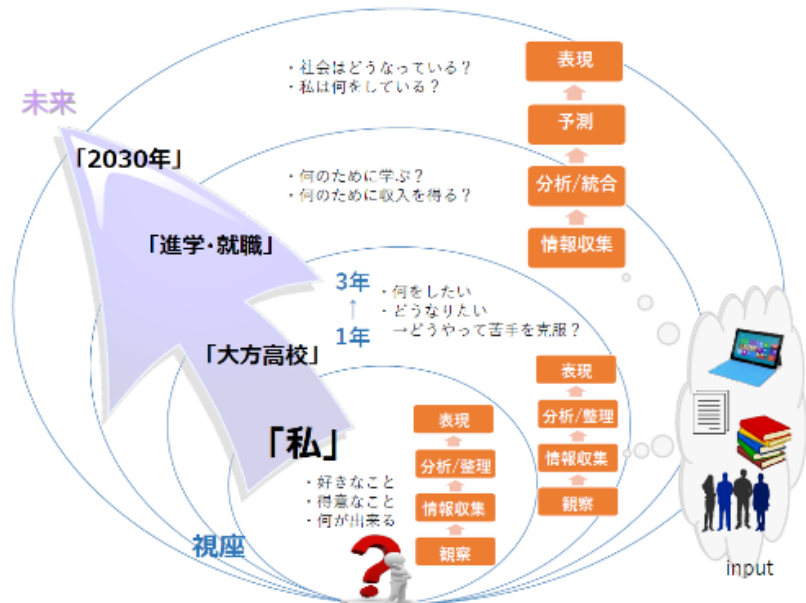 ・社会はどうなっている？
・私は何をしている？
表現
予測
分析/統合
情報収集
未来
「2030年」
・何のために学ぶ？
・何のために収入を得る？
「進学・就職」
3年
↑
1年
・何をしたい
・どうなりたい
→どうやって苦手を克服？
「大方高校」
表現
分析/整理
情報収集
観察
「私」
・好きなこと
・得意なこと
・何が出来る
表現
分析/整理
情報収集
観察
視座
?
input